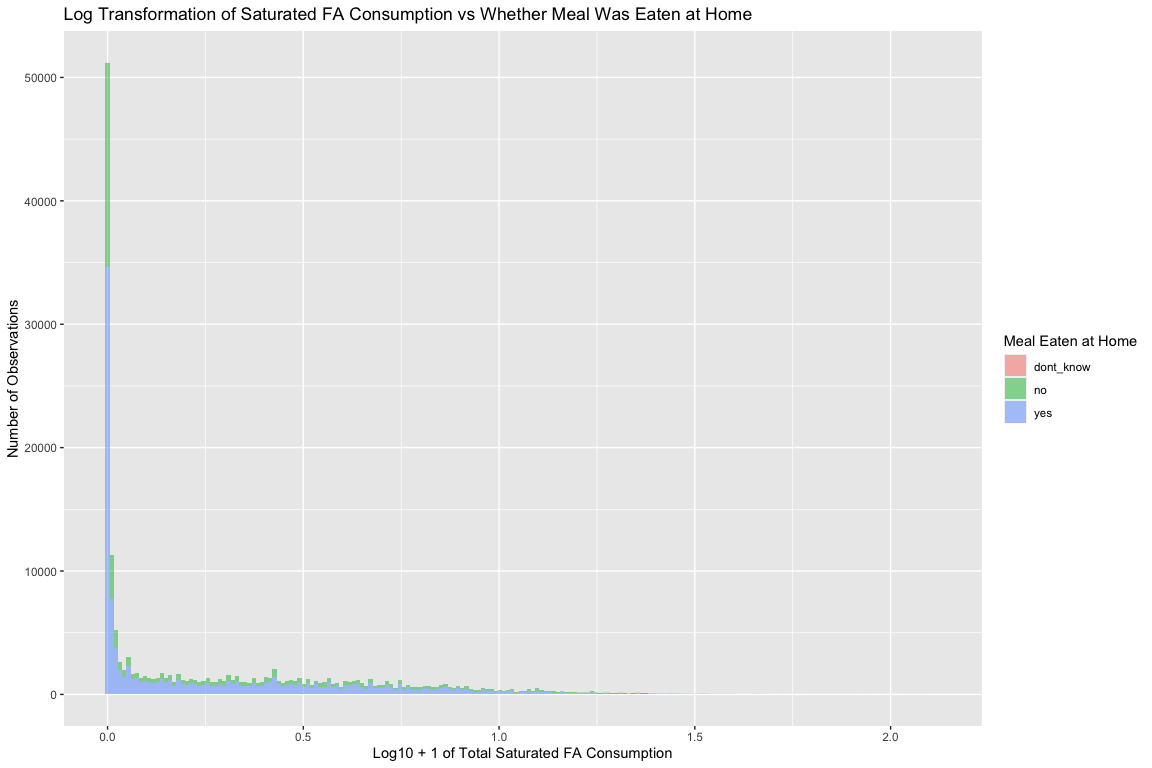 Log Transformation of Saturated FA Consumption vs Whether Meal Was Eaten at Home
50000
40000
30000
20000
10000
0
Number of Observations
0.0 0.5 1.0 1.5 2.0
Log10 + 1 of Total Saturated FA Consumption
Meal Eaten at Home
dont_know
no
yes